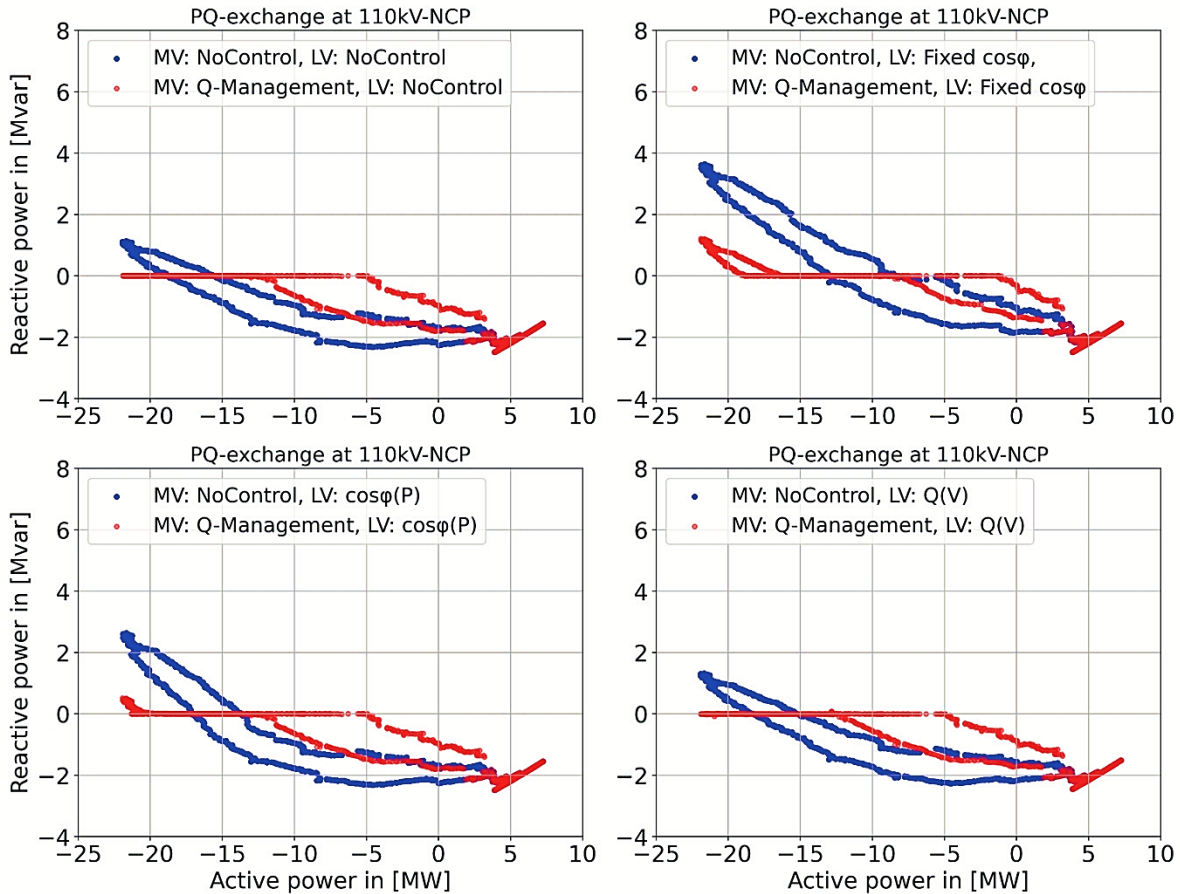 PQ-exchange at 110kV-NCP
8
6
4
2
0
−2
−4
Reactive power in [Mvar]
MV: NoControl, LV: NoControl
MV: Q-Management, LV: NoControl
−25 −20 −15 −10 −5 0 5 10
PQ-exchange at 110kV-NCP
8
6
4
2
0
−2
−4
MV: NoControl, LV: Fixed cosφ,
MV: Q-Management, LV: Fixed cosφ
−25 −20 −15 −10 −5 0 5 10
PQ-exchange at 110kV-NCP
8
6
4
2
0
−2
−4
Reactive power in [Mvar]
MV: NoControl, LV: cosφ(P)
MV: Q-Management, LV: cosφ(P)
−25 −20 −15 −10 −5 0 5 10
Active power in [MW]
PQ-exchange at 110kV-NCP
8
6
4
2
0
−2
−4
MV: NoControl, LV: Q(V)
MV: Q-Management, LV: Q(V)
−25 −20 −15 −10 −5 0 5 10
Active power in [MW]